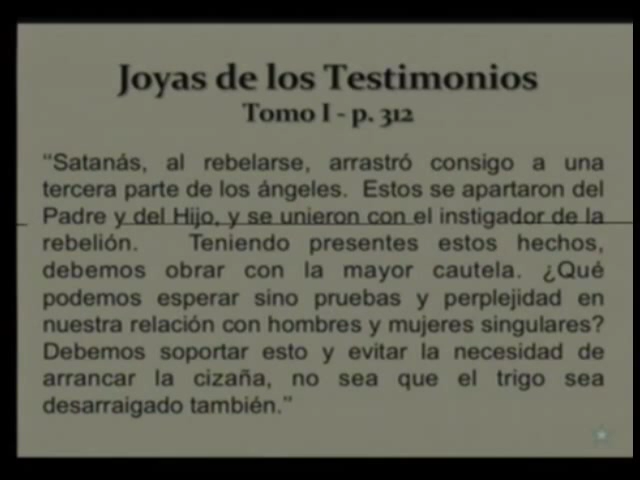 Joyas de los Testimonios
Tomo I - p. 312
“Satanás, al rebelarse, arrastró consigo a una
tercera parte de los ángeles. Estos se apartaron del
Padre y del Hijo, y se unieron con el instigador de la
rebelión. Teniendo presentes estos hechos,
debemos obrar con la mayor cautela. ¿Qué
podemos esperar sino pruebas y perplejidad en
nuestra relación con hombres y mujeres singulares?
Debemos soportar esto y evitar la necesidad de
arrancar la cizaña, no sea que el trigo sea
desarraigado también.”